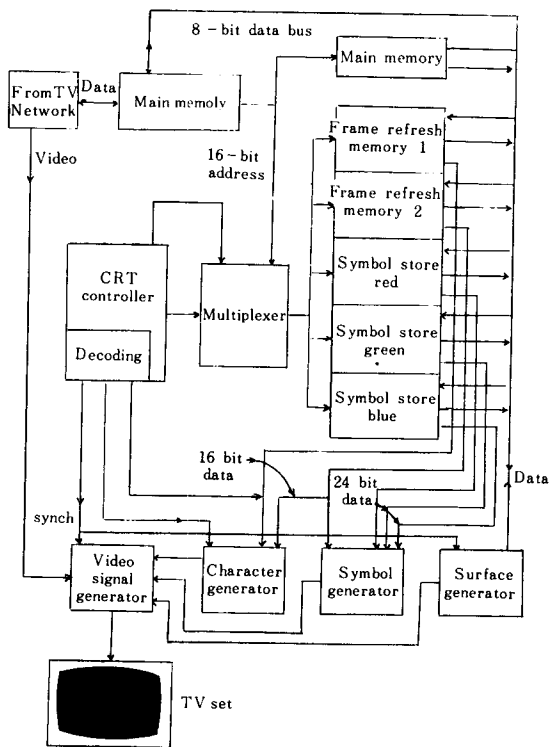 8-bit data bus
Main memory
From TV
Network
Data
Main memolv
Video
16-bit
address
Frame refresh
memory 1
Frame refresh
memory 2
CRT
controller
Multiplexer
Symbol store
red
Decoding
Symbol store
green
Symbol store
blue
16 bit
data
24 bit
data
Data
synch
Video
signal
generator
Character
generator
Symbol
generator
Surface
generator
TV set